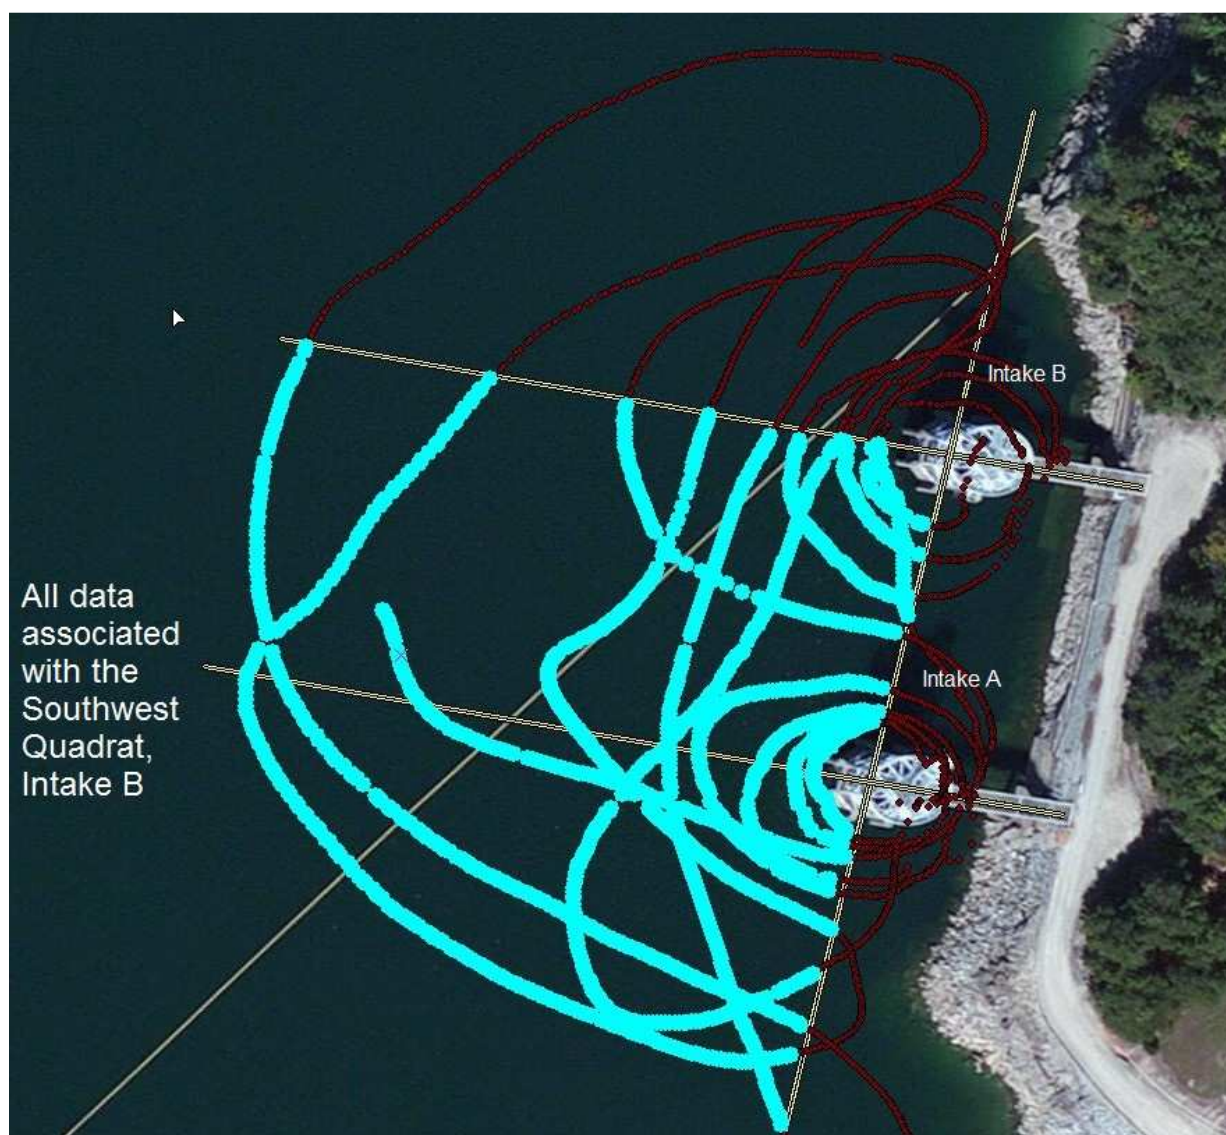 Intake B
All data
associated
with the
Southwest
Quadrat,
Intake B
Intake A